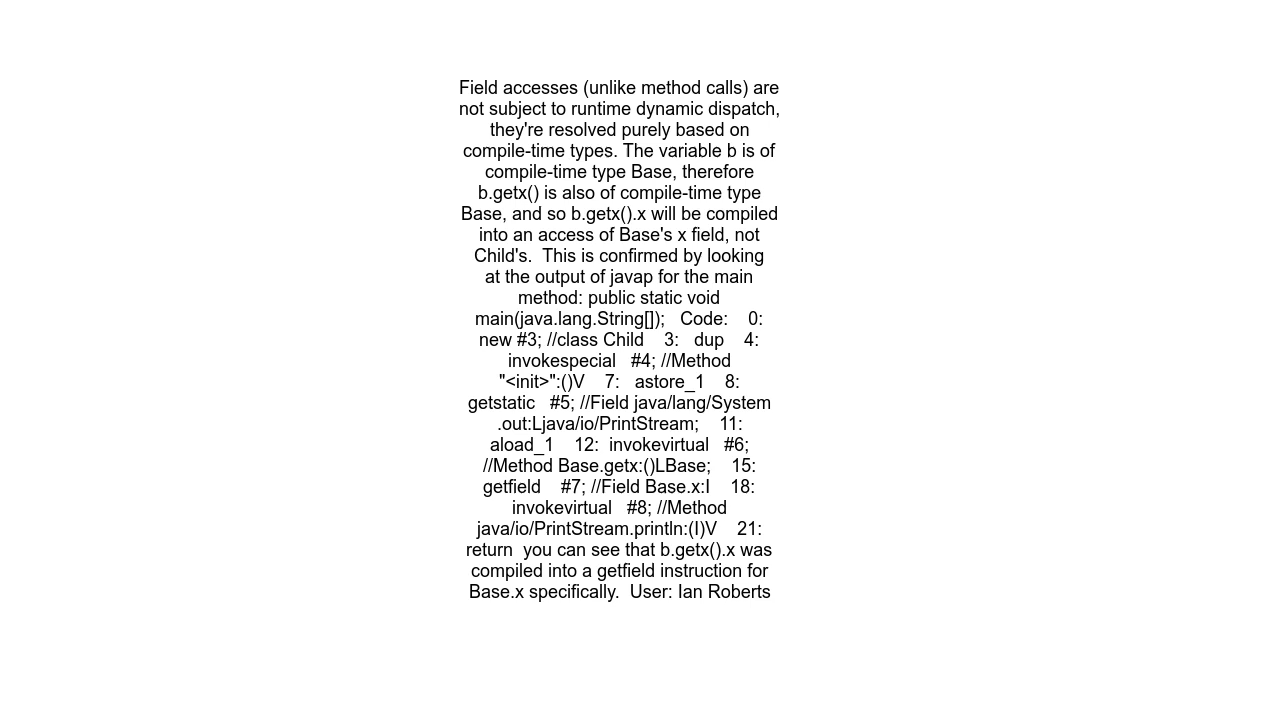 Field accesses (unlike method calls) are
not subject to runtime dynamic dispatch,
they're resolved purely based on
compile-time types. The variable b is of
compile-time type Base, therefore
b.getx() is also of compile-time type
Base, and so b.getx().x will be compiled
into an access of Base's x field, not
Child's.  This is confirmed by looking
at the output of javap for the main
method: public static void
main(java.lang.String[]);   Code:    0:
new #3; //class Child    3:   dup    4:
invokespecial   #4; //Method
"<init>":()V    7:   astore_1    8:
getstatic   #5; //Field java/lang/System
.out:Ljava/io/PrintStream;    11:
aload_1    12:  invokevirtual   #6;
//Method Base.getx:()LBase;    15:
getfield    #7; //Field Base.x:I    18:
invokevirtual   #8; //Method
java/io/PrintStream.println:(I)V    21:
return  you can see that b.getx().x was
compiled into a getfield instruction for
Base.x specifically.  User: Ian Roberts